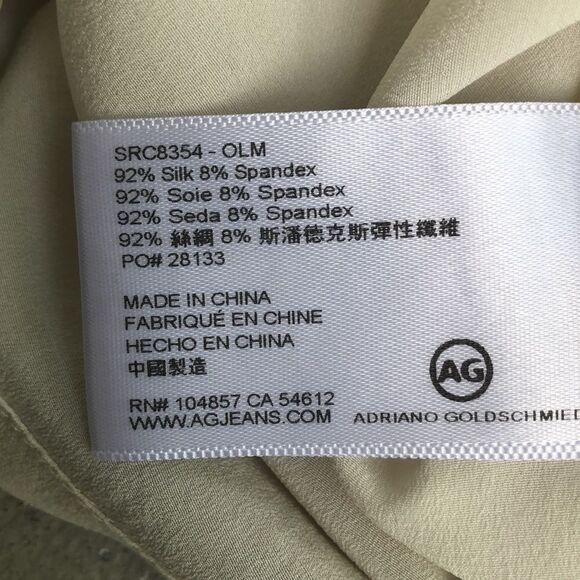 SRC8354 - OLM
92% Silk 8% Spandex
92% Soie 8% Spandex
92% Seda 8% Spandex
92% 絲綢 8% 斯潘德克斯彈性纖維
PO# 28133
MADE IN CHINA
FABRIQUÉ EN CHINE
HECHO EN CHINA
中國製造
RN# 104857 CA 54612
WWW.AGJEANS.COM
AG
ADRIANO GOLDSCHMIED